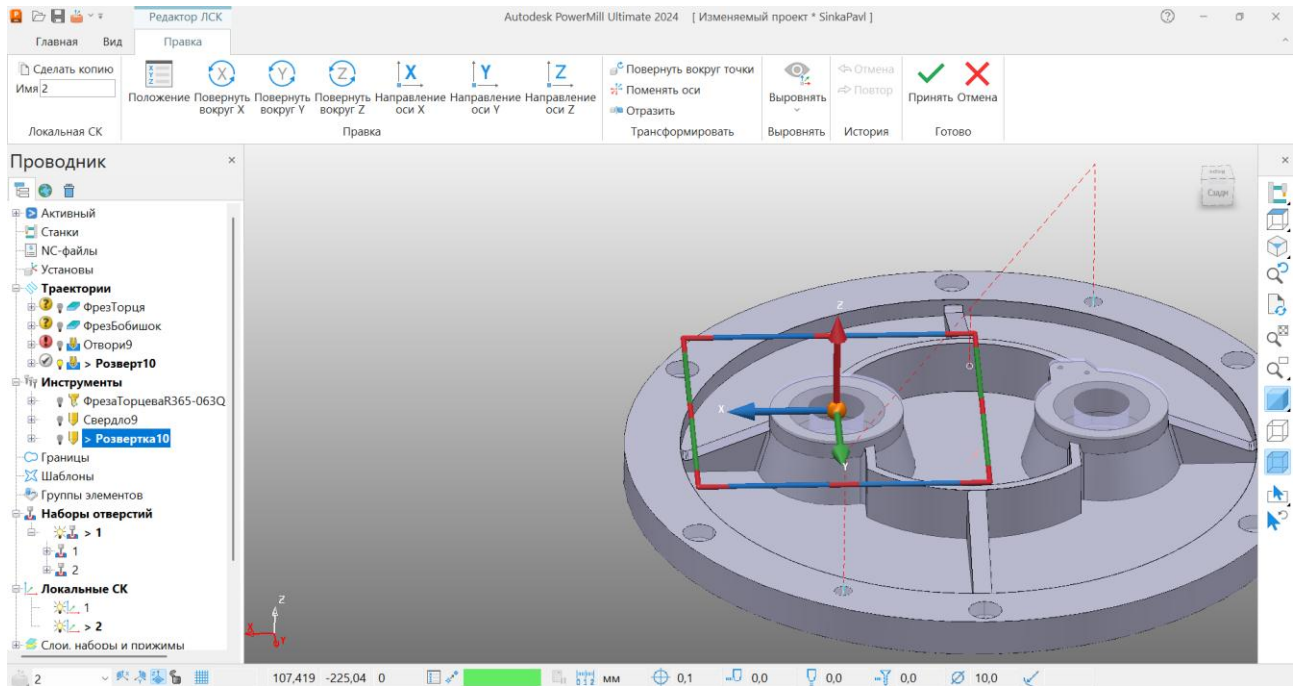 Редактор ЛСК
Autodesk PowerMill Ultimate 2024 [ Изменяемый проект * SinkaPavl ]
Главная Вид Правка
Сделать копию
Имя 2
Локальная СК
Положение
Повернуть вокруг X
Повернуть вокруг Y
Повернуть вокруг Z
Направление оси X
Направление оси Y
Направление оси Z
Правка
Повернуть вокруг точки
Поменять оси
Отразить
Трансформировать
Выровнять
Выровнять
Отмена
Повтор
История
Принять Отмена
Готово
Проводник
Активный
Станки
NC-файлы
Установы
Траектории
ФрезТорця
ФрезБобишок
Отвори9
> Розверт10
Инструменты
ФрезаТорцеваR365-063Q
Свердло9
> Розвертка10
Границы
Шаблоны
Группы элементов
Наборы отверстий
> 1
1
2
Локальные СК
1
> 2
Слои, наборы и прижимы
Сзади
Z
X
Y
Z
X
Y
2 107,419 -225,04 0 мм 0,1 0,0 0,0 0,0 10,0